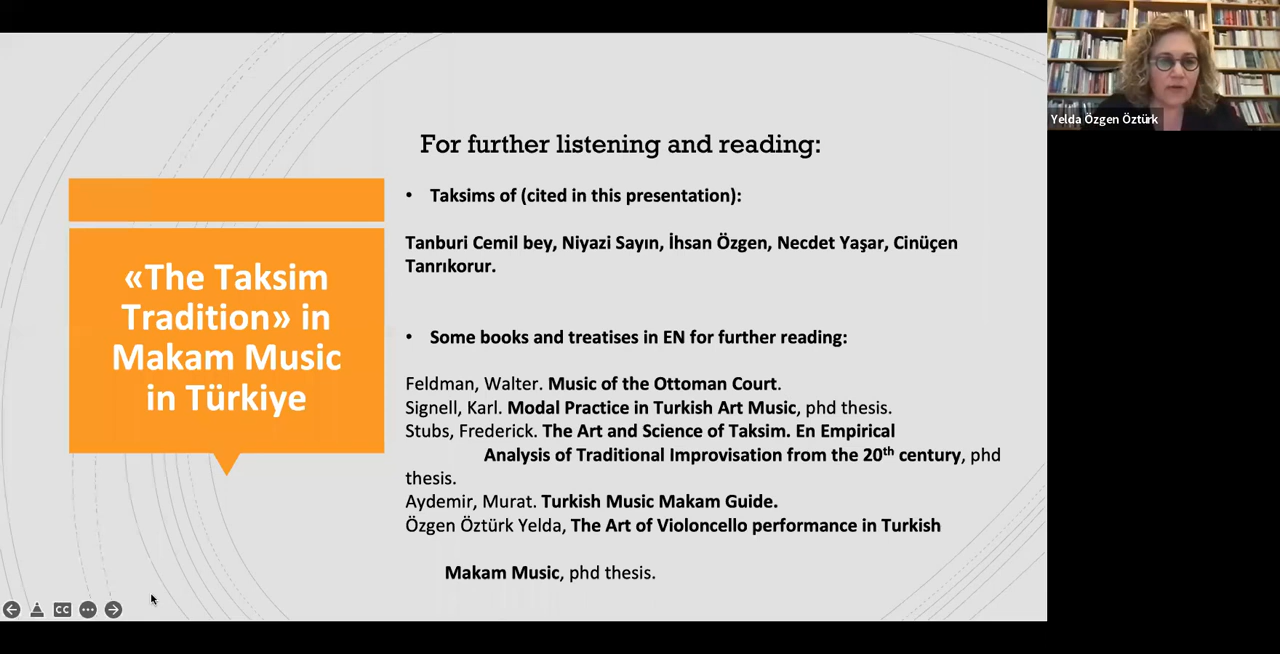 For further listening and reading:
• Taksims of (cited in this presentation):
Tanburi Cemil bey, Niyazi Sayın, İhsan Özgen, Necdet Yaşar, Cinüçen
Tanrıkorur.
• Some books and treatises in EN for further reading:
Feldman, Walter. Music of the Ottoman Court.
Signell, Karl. Modal Practice in Turkish Art Music, phd thesis.
Stubs, Frederick. The Art and Science of Taksim. En Empirical
Analysis of Traditional Improvisation from the 20th century, phd
thesis.
Aydemir, Murat. Turkish Music Makam Guide.
Özgen Öztürk Yelda, The Art of Violoncello performance in Turkish
Makam Music, phd thesis.
«The Taksim
Tradition» in
Makam Music
in Türkiye
Yelda Özgen Öztürk
CC